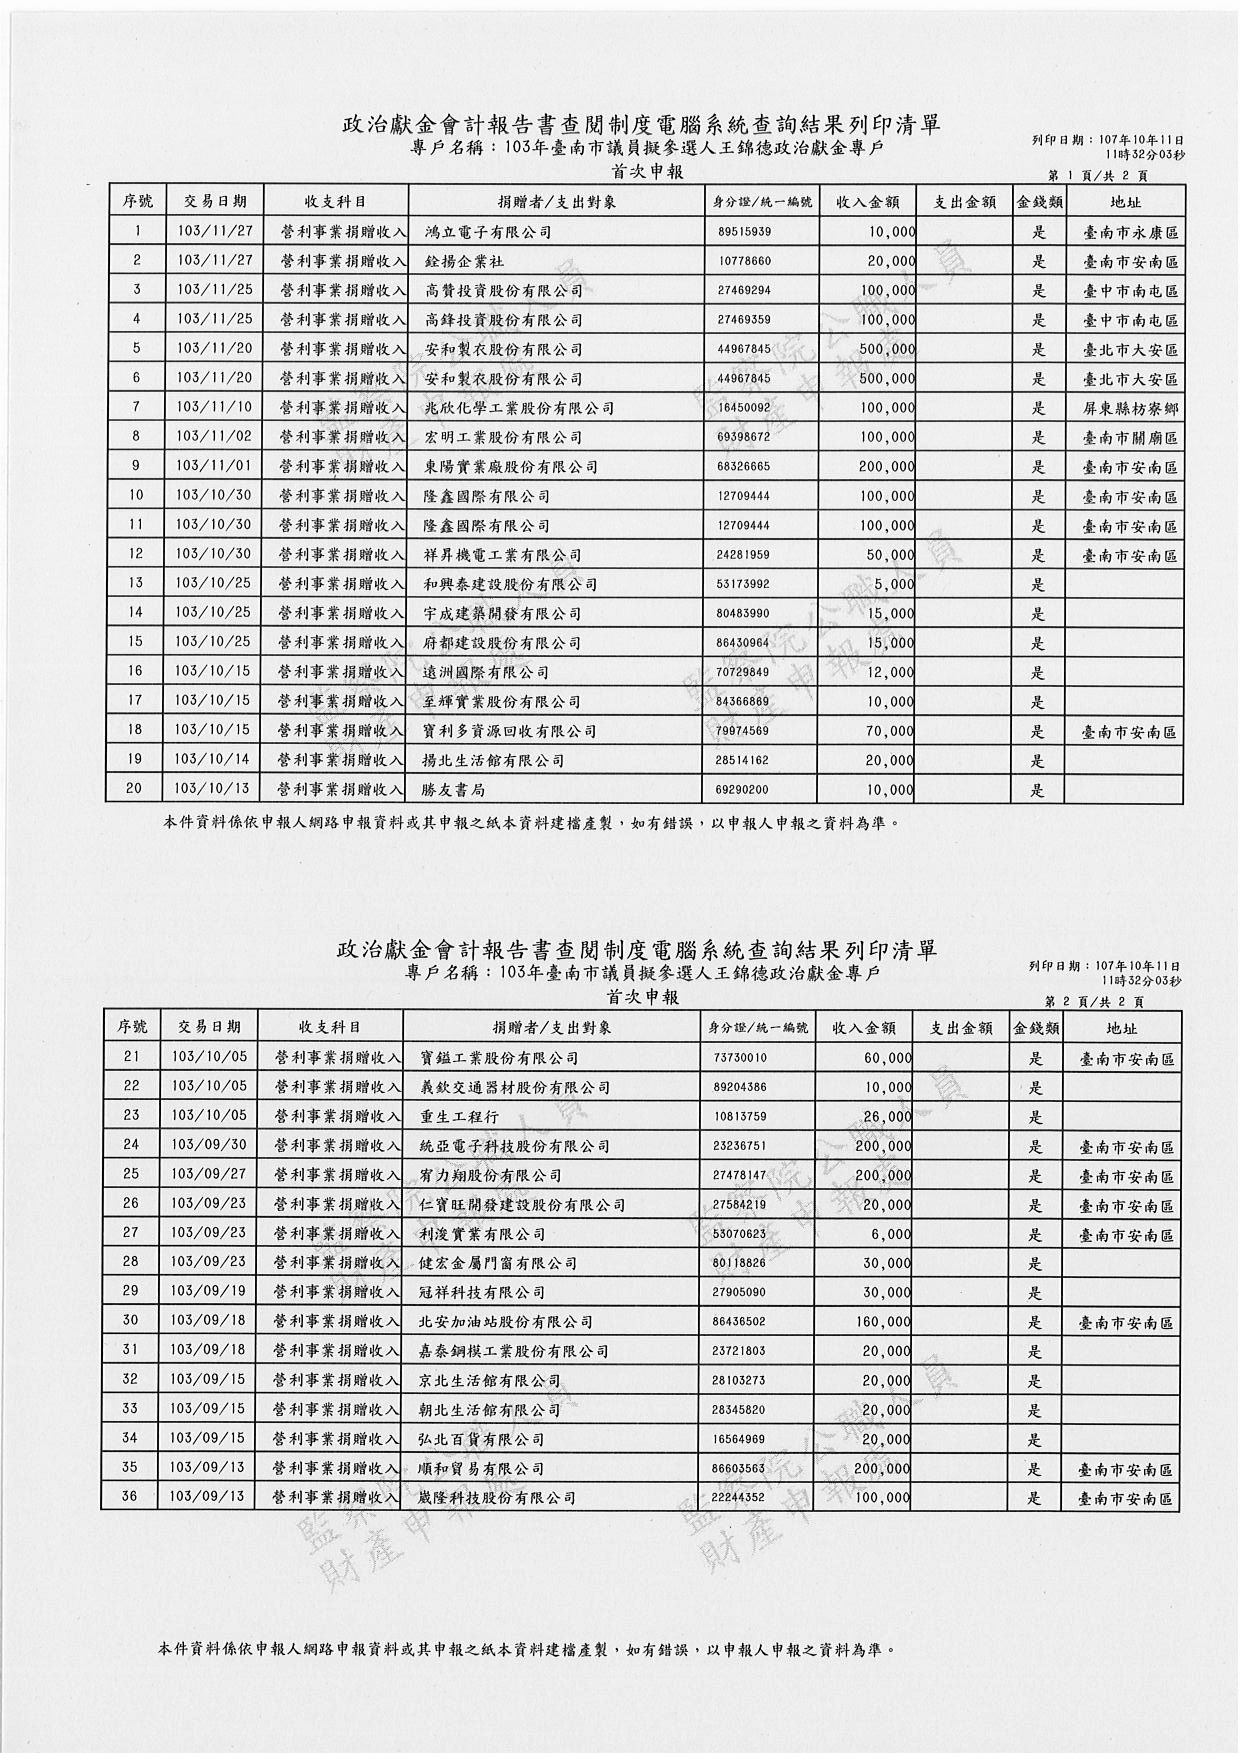 政治獻金會計報告書查閱制度電腦系統查詢結果列印清單
專戶名稱：103年臺南市議員擬參選人王錦德政治獻金專戶
列印日期：107年10年11日
11時32分03秒
首次申報
第 1 頁/共 2 頁
序號 交易日期 收支科目 捐贈者/支出對象 身分證/統一編號 收入金額 支出金額 金錢類 地址
1 103/11/27 營利事業捐贈收入 鴻立電子有限公司 89515939 10,000 是 臺南市永康區
2 103/11/27 營利事業捐贈收入 銓揚企業社 10778660 20,000 是 臺南市安南區
3 103/11/25 營利事業捐贈收入 高贊投資股份有限公司 27469294 100,000 是 臺中市南屯區
4 103/11/25 營利事業捐贈收入 高鋒投資股份有限公司 27469359 100,000 是 臺中市南屯區
5 103/11/20 營利事業捐贈收入 安和製衣股份有限公司 44967845 500,000 是 臺北市大安區
6 103/11/20 營利事業捐贈收入 安和製衣股份有限公司 44967845 500,000 是 臺北市大安區
7 103/11/10 營利事業捐贈收入 兆欣化學工業股份有限公司 16450092 100,000 是 屏東縣枋寮鄉
8 103/11/02 營利事業捐贈收入 宏明工業股份有限公司 69398672 100,000 是 臺南市關廟區
9 103/11/01 營利事業捐贈收入 東陽實業廠股份有限公司 68326665 200,000 是 臺南市安南區
10 103/10/30 營利事業捐贈收入 隆鑫國際有限公司 12709444 100,000 是 臺南市安南區
11 103/10/30 營利事業捐贈收入 隆鑫國際有限公司 12709444 100,000 是 臺南市安南區
12 103/10/30 營利事業捐贈收入 祥昇機電工業有限公司 24281959 50,000 是 臺南市安南區
13 103/10/25 營利事業捐贈收入 和興泰建設股份有限公司 53173992 5,000 是
14 103/10/25 營利事業捐贈收入 宇成建築開發有限公司 80483990 15,000 是
15 103/10/25 營利事業捐贈收入 府都建設股份有限公司 86430964 15,000 是
16 103/10/15 營利事業捐贈收入 遠洲國際有限公司 70729849 12,000 是
17 103/10/15 營利事業捐贈收入 至輝實業股份有限公司 84366869 10,000 是
18 103/10/15 營利事業捐贈收入 寶利多資源回收有限公司 79974569 70,000 是 臺南市安南區
19 103/10/14 營利事業捐贈收入 揚北生活館有限公司 28514162 20,000 是
20 103/10/13 營利事業捐贈收入 勝友書局 69290200 10,000 是
本件資料係依申報人網路申報資料或其申報之紙本資料建檔產製，如有錯誤，以申報人申報之資料為準。
政治獻金會計報告書查閱制度電腦系統查詢結果列印清單
專戶名稱：103年臺南市議員擬參選人王錦德政治獻金專戶
列印日期：107年10年11日
11時32分03秒
首次申報
第 2 頁/共 2 頁
序號 交易日期 收支科目 捐贈者/支出對象 身分證/統一編號 收入金額 支出金額 金錢類 地址
21 103/10/05 營利事業捐贈收入 寶鎰工業股份有限公司 73730010 60,000 是 臺南市安南區
22 103/10/05 營利事業捐贈收入 義欽交通器材股份有限公司 89204386 10,000 是
23 103/10/05 營利事業捐贈收入 重生工程行 10813759 26,000 是
24 103/09/30 營利事業捐贈收入 統亞電子科技股份有限公司 23236751 200,000 是 臺南市安南區
25 103/09/27 營利事業捐贈收入 宥力翔股份有限公司 27478147 200,000 是 臺南市安南區
26 103/09/23 營利事業捐贈收入 仁寶旺開發建設股份有限公司 27584219 20,000 是 臺南市安南區
27 103/09/23 營利事業捐贈收入 利浚實業有限公司 53070623 6,000 是 臺南市安南區
28 103/09/23 營利事業捐贈收入 健宏金屬門窗有限公司 80118826 30,000 是
29 103/09/19 營利事業捐贈收入 冠祥科技有限公司 27905090 30,000 是
30 103/09/18 營利事業捐贈收入 北安加油站股份有限公司 86436502 160,000 是 臺南市安南區
31 103/09/18 營利事業捐贈收入 嘉泰鋼模工業股份有限公司 23721803 20,000 是
32 103/09/15 營利事業捐贈收入 京北生活館有限公司 28103273 20,000 是
33 103/09/15 營利事業捐贈收入 朝北生活館有限公司 28345820 20,000 是
34 103/09/15 營利事業捐贈收入 弘北百貨有限公司 16564969 20,000 是
35 103/09/13 營利事業捐贈收入 順和貿易有限公司 86603563 200,000 是 臺南市安南區
36 103/09/13 營利事業捐贈收入 崴隆科技股份有限公司 22244352 100,000 是 臺南市安南區
監察院公職人員
財產申報處
本件資料係依申報人網路申報資料或其申報之紙本資料建檔產製，如有錯誤，以申報人申報之資料為準。